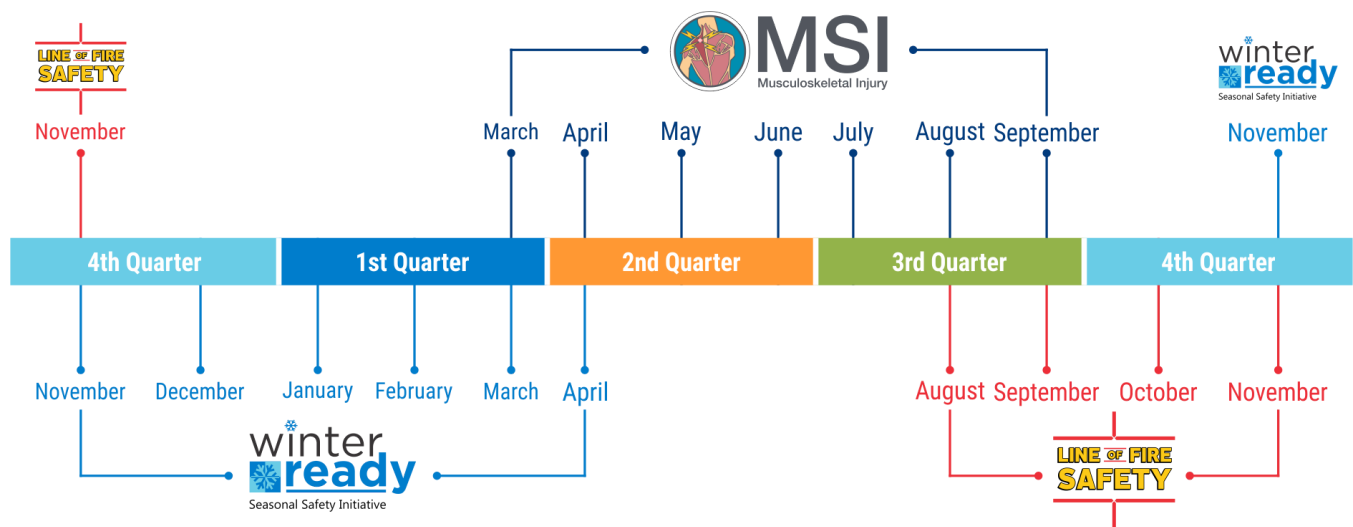 LINE OF FIRE
SAFETY
November
MSI
Musculoskeletal Injury
winter
ready
Seasonal Safety Initiative
March
April
May
June
July
August
September
November
4th Quarter
1st Quarter
2nd Quarter
3rd Quarter
4th Quarter
November
December
January
February
March
April
August
September
October
November
winter
ready
Seasonal Safety Initiative
LINE OF FIRE
SAFETY